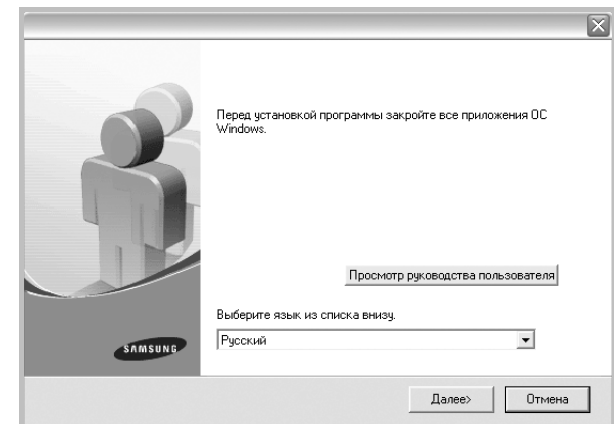 Перед установкой программы закройте все приложения ОС
Windows.
Просмотр руководства пользователя
Выберите язык из списка внизу.
Русский
SAMSUNG
Далее>
Отмена